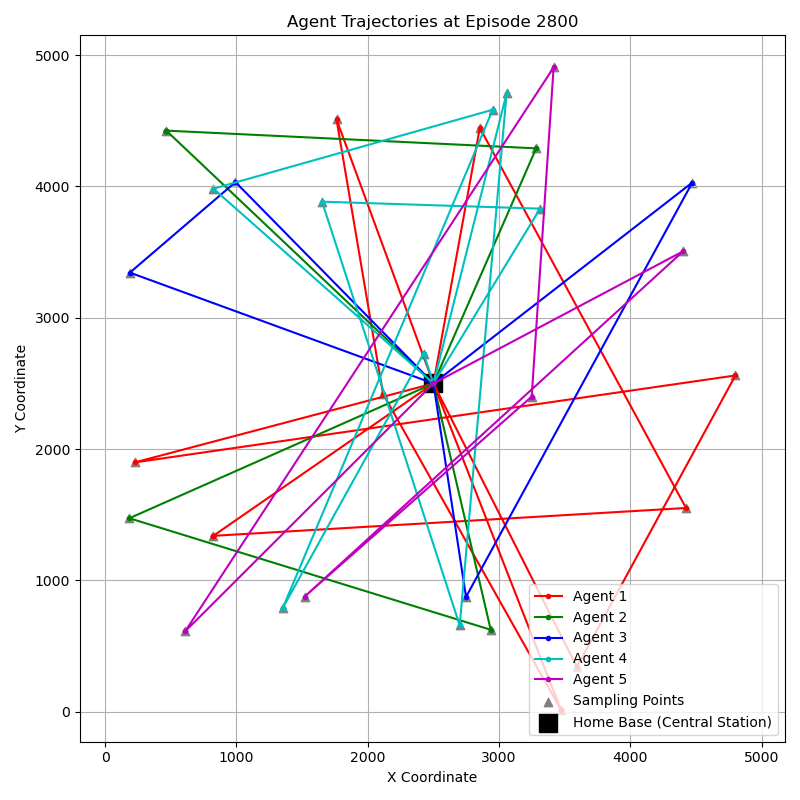 Agent Trajectories at Episode 2800
Y Coordinate
5000
4000
3000
2000
1000
0
0 1000 2000 3000 4000 5000
X Coordinate
Agent 1
Agent 2
Agent 3
Agent 4
Agent 5
Sampling Points
Home Base (Central Station)